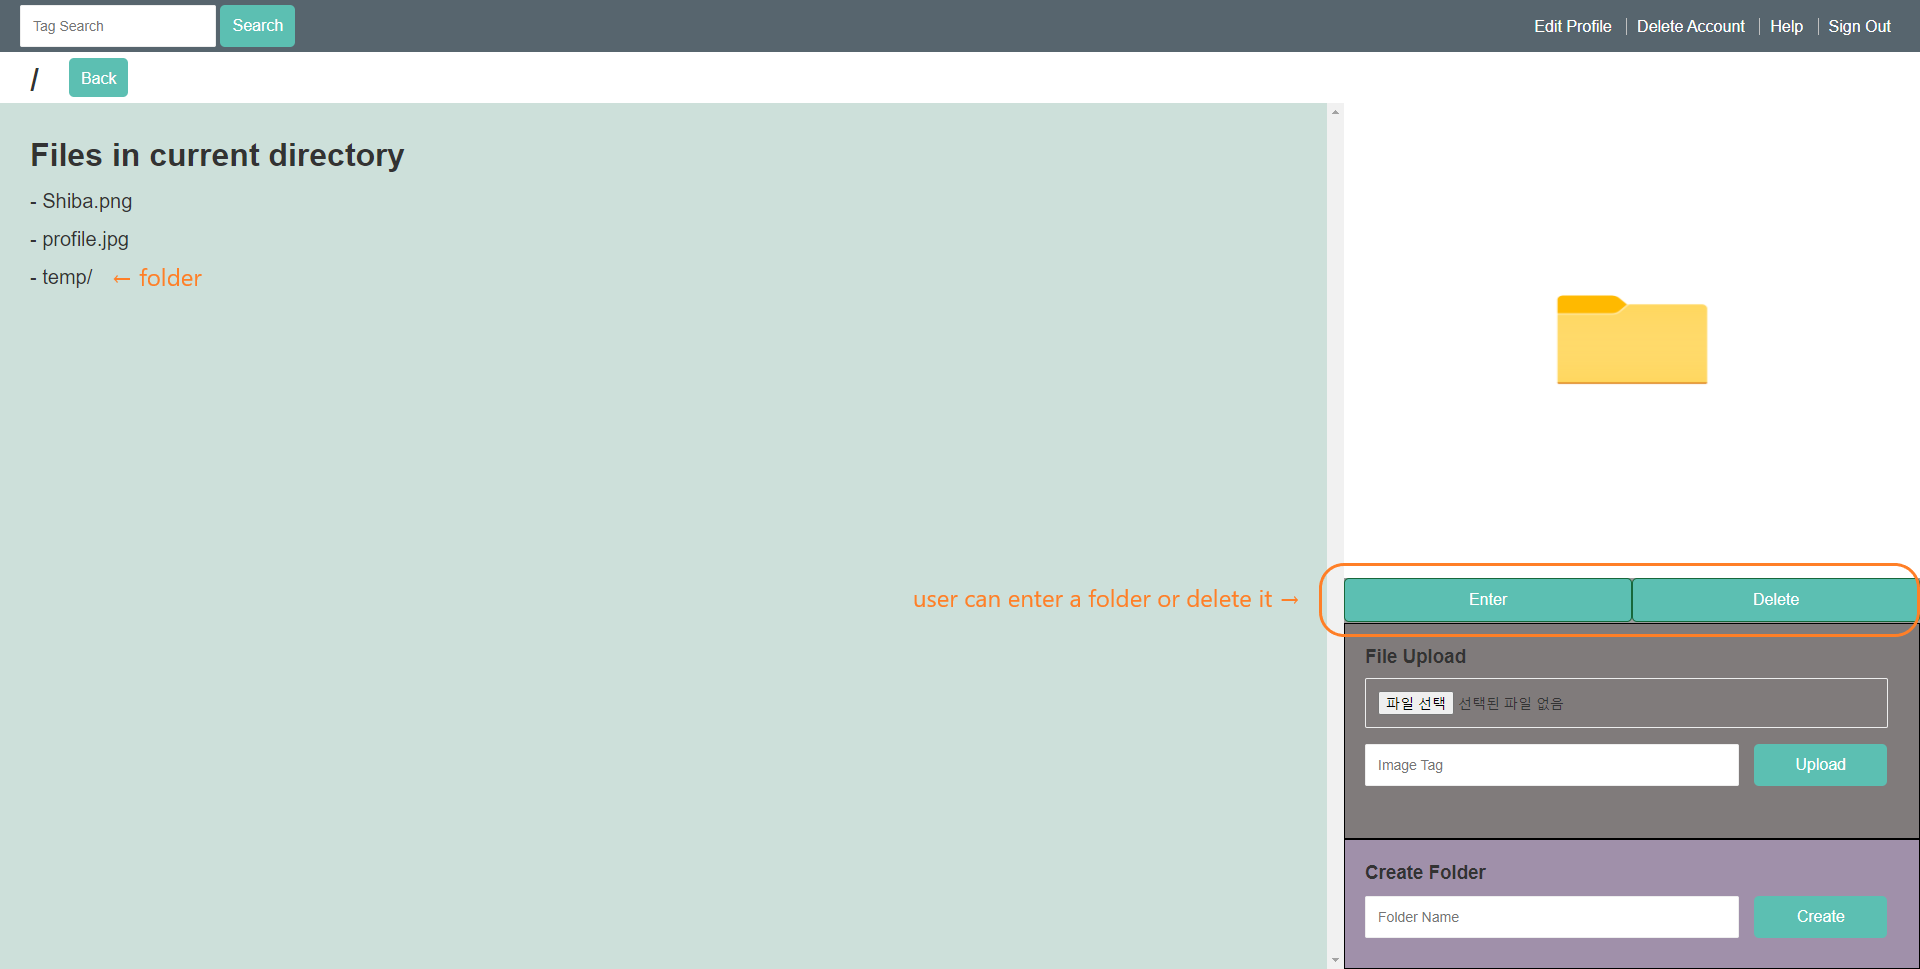 Tag Search Search Edit Profile Delete Account Help Sign Out
/ Back
Files in current directory
- Shiba.png
- profile.jpg
- temp/ ← folder
user can enter a folder or delete it → Enter Delete
File Upload
파일 선택 선택된 파일 없음
Image Tag Upload
Create Folder
Folder Name Create